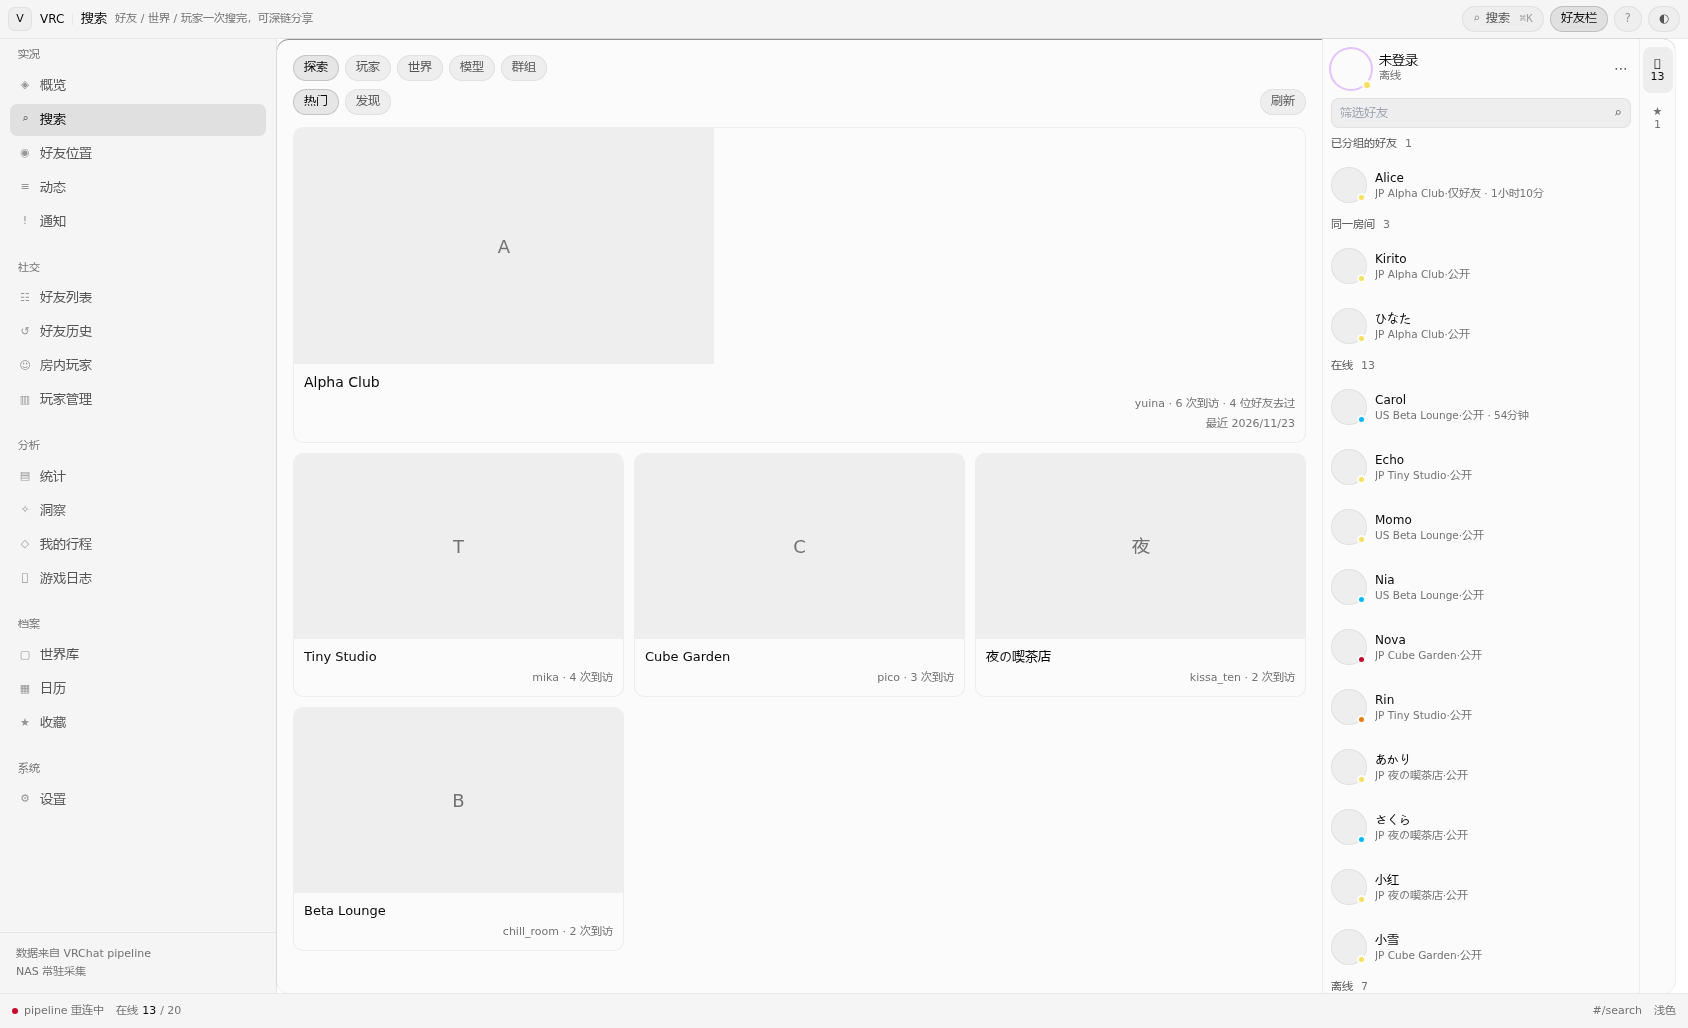 V VRC 搜索 好友 / 世界 / 玩家一次搜完，可深链分享
搜索 ⌘K 好友栏 ?
实况
概览
搜索
好友位置
动态
通知
社交
好友列表
好友历史
房内玩家
玩家管理
分析
统计
洞察
我的行程
游戏日志
档案
世界库
日历
收藏
系统
设置
数据来自 VRChat pipeline
NAS 常驻采集
探索 玩家 世界 模型 群组
热门 发现 刷新
A
Alpha Club
yuina · 6 次到访 · 4 位好友去过
最近 2026/11/23
T
Tiny Studio
mika · 4 次到访
C
Cube Garden
pico · 3 次到访
夜
夜の喫茶店
kissa_ten · 2 次到访
B
Beta Lounge
chill_room · 2 次到访
未登录
离线
…
筛选好友
已分组的好友 1
Alice
JP Alpha Club·仅好友 · 1小时10分
同一房间 3
Kirito
JP Alpha Club·公开
ひなた
JP Alpha Club·公开
在线 13
Carol
US Beta Lounge·公开 · 54分钟
Echo
JP Tiny Studio·公开
Momo
US Beta Lounge·公开
Nia
US Beta Lounge·公开
Nova
JP Cube Garden·公开
Rin
JP Tiny Studio·公开
あかり
JP 夜の喫茶店·公开
さくら
JP 夜の喫茶店·公开
小红
JP 夜の喫茶店·公开
小雪
JP Cube Garden·公开
离线 7
13
★
1
pipeline 重连中 在线 13 / 20
#/search 浅色